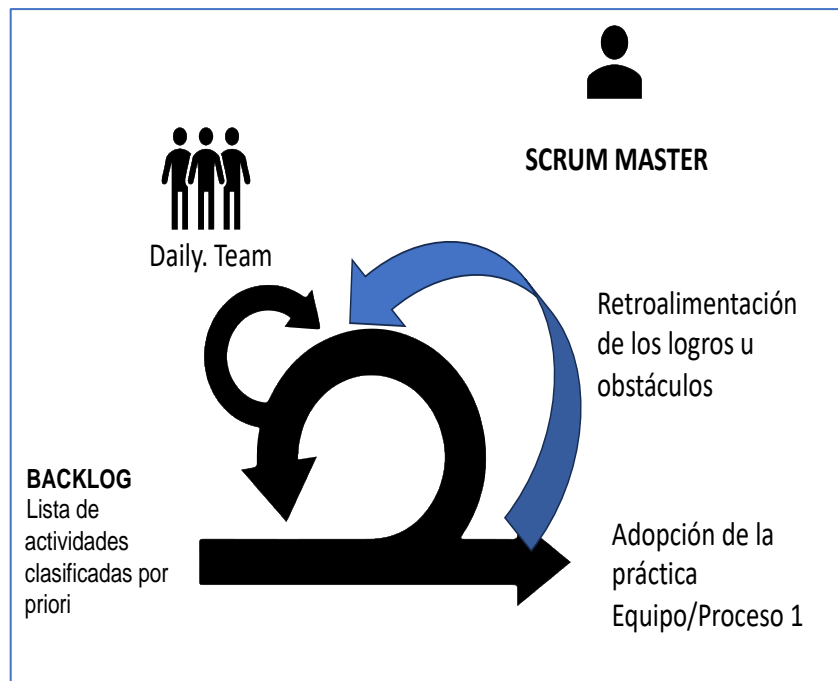 SCRUM MASTER
Daily. Team
Retroalimentación
de los logros u
obstáculos
BACKLOG
Lista de
actividades
clasificadas por
priori
Adopción de la
práctica
Equipo/Proceso 1